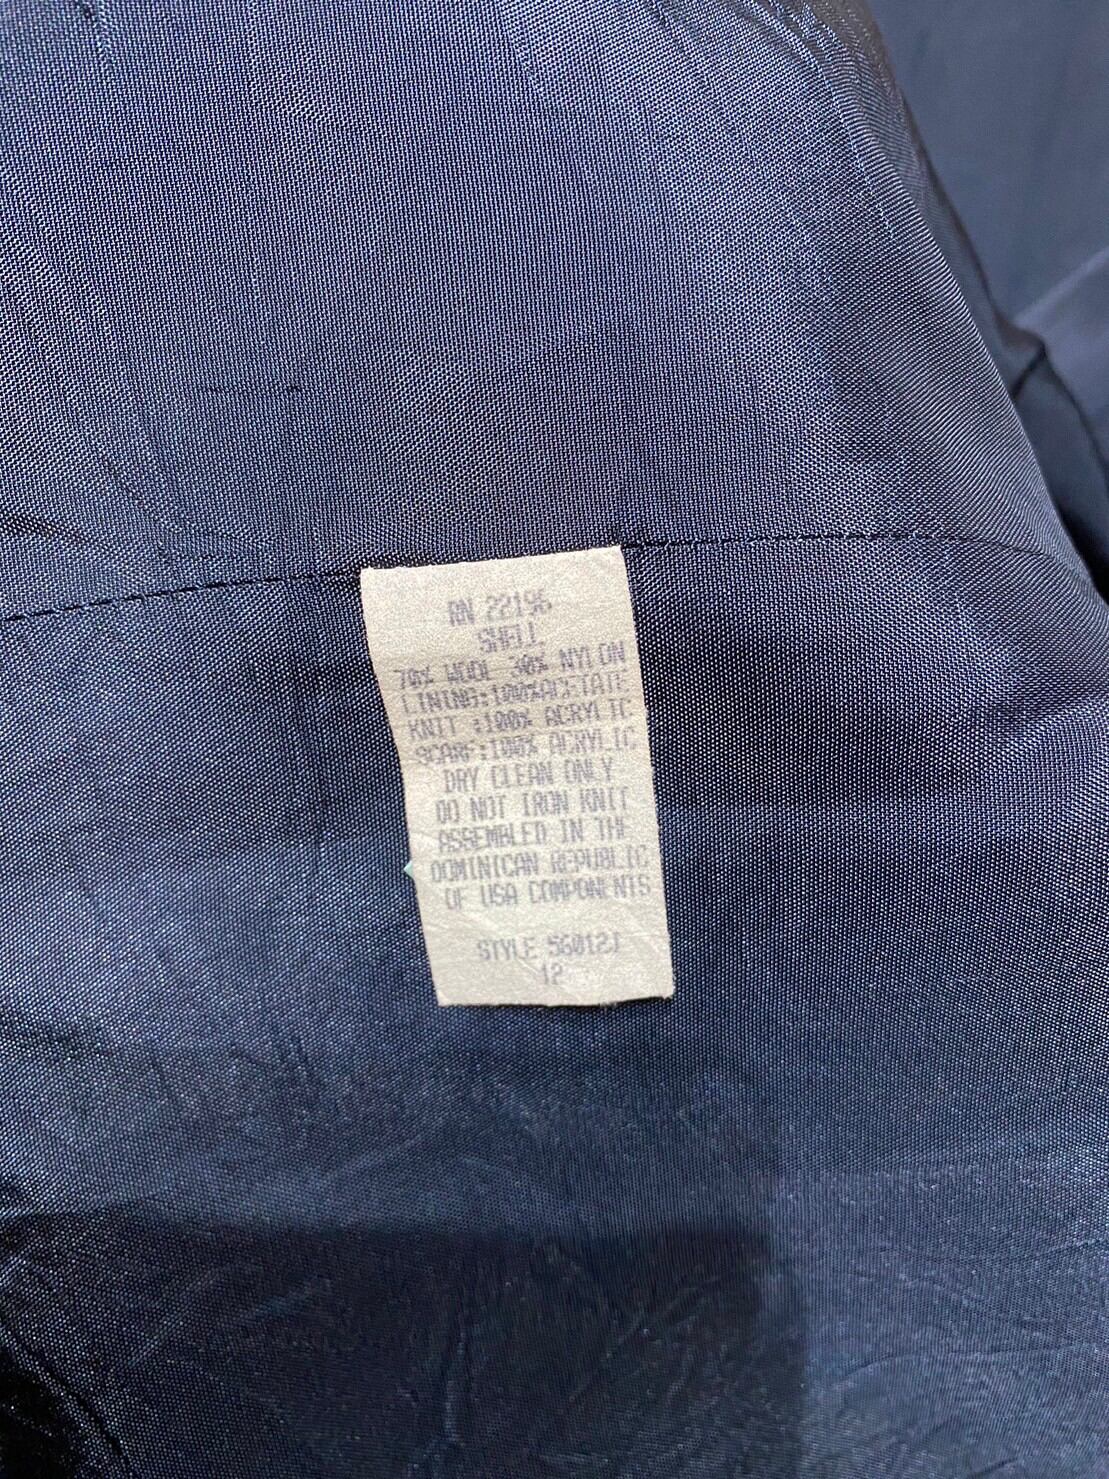 RN 22196
SHELL
70% WOOL 30% NYLON
LINING:100%ACETATE
KNIT :100% ACRYLIC
SCARF:100% ACRYLIC
DRY CLEAN ONLY
DO NOT IRON KNIT
ASSEMBLED IN THE
DOMINICAN REPUBLIC
OF USA COMPONENTS
STYLE 56012J
12